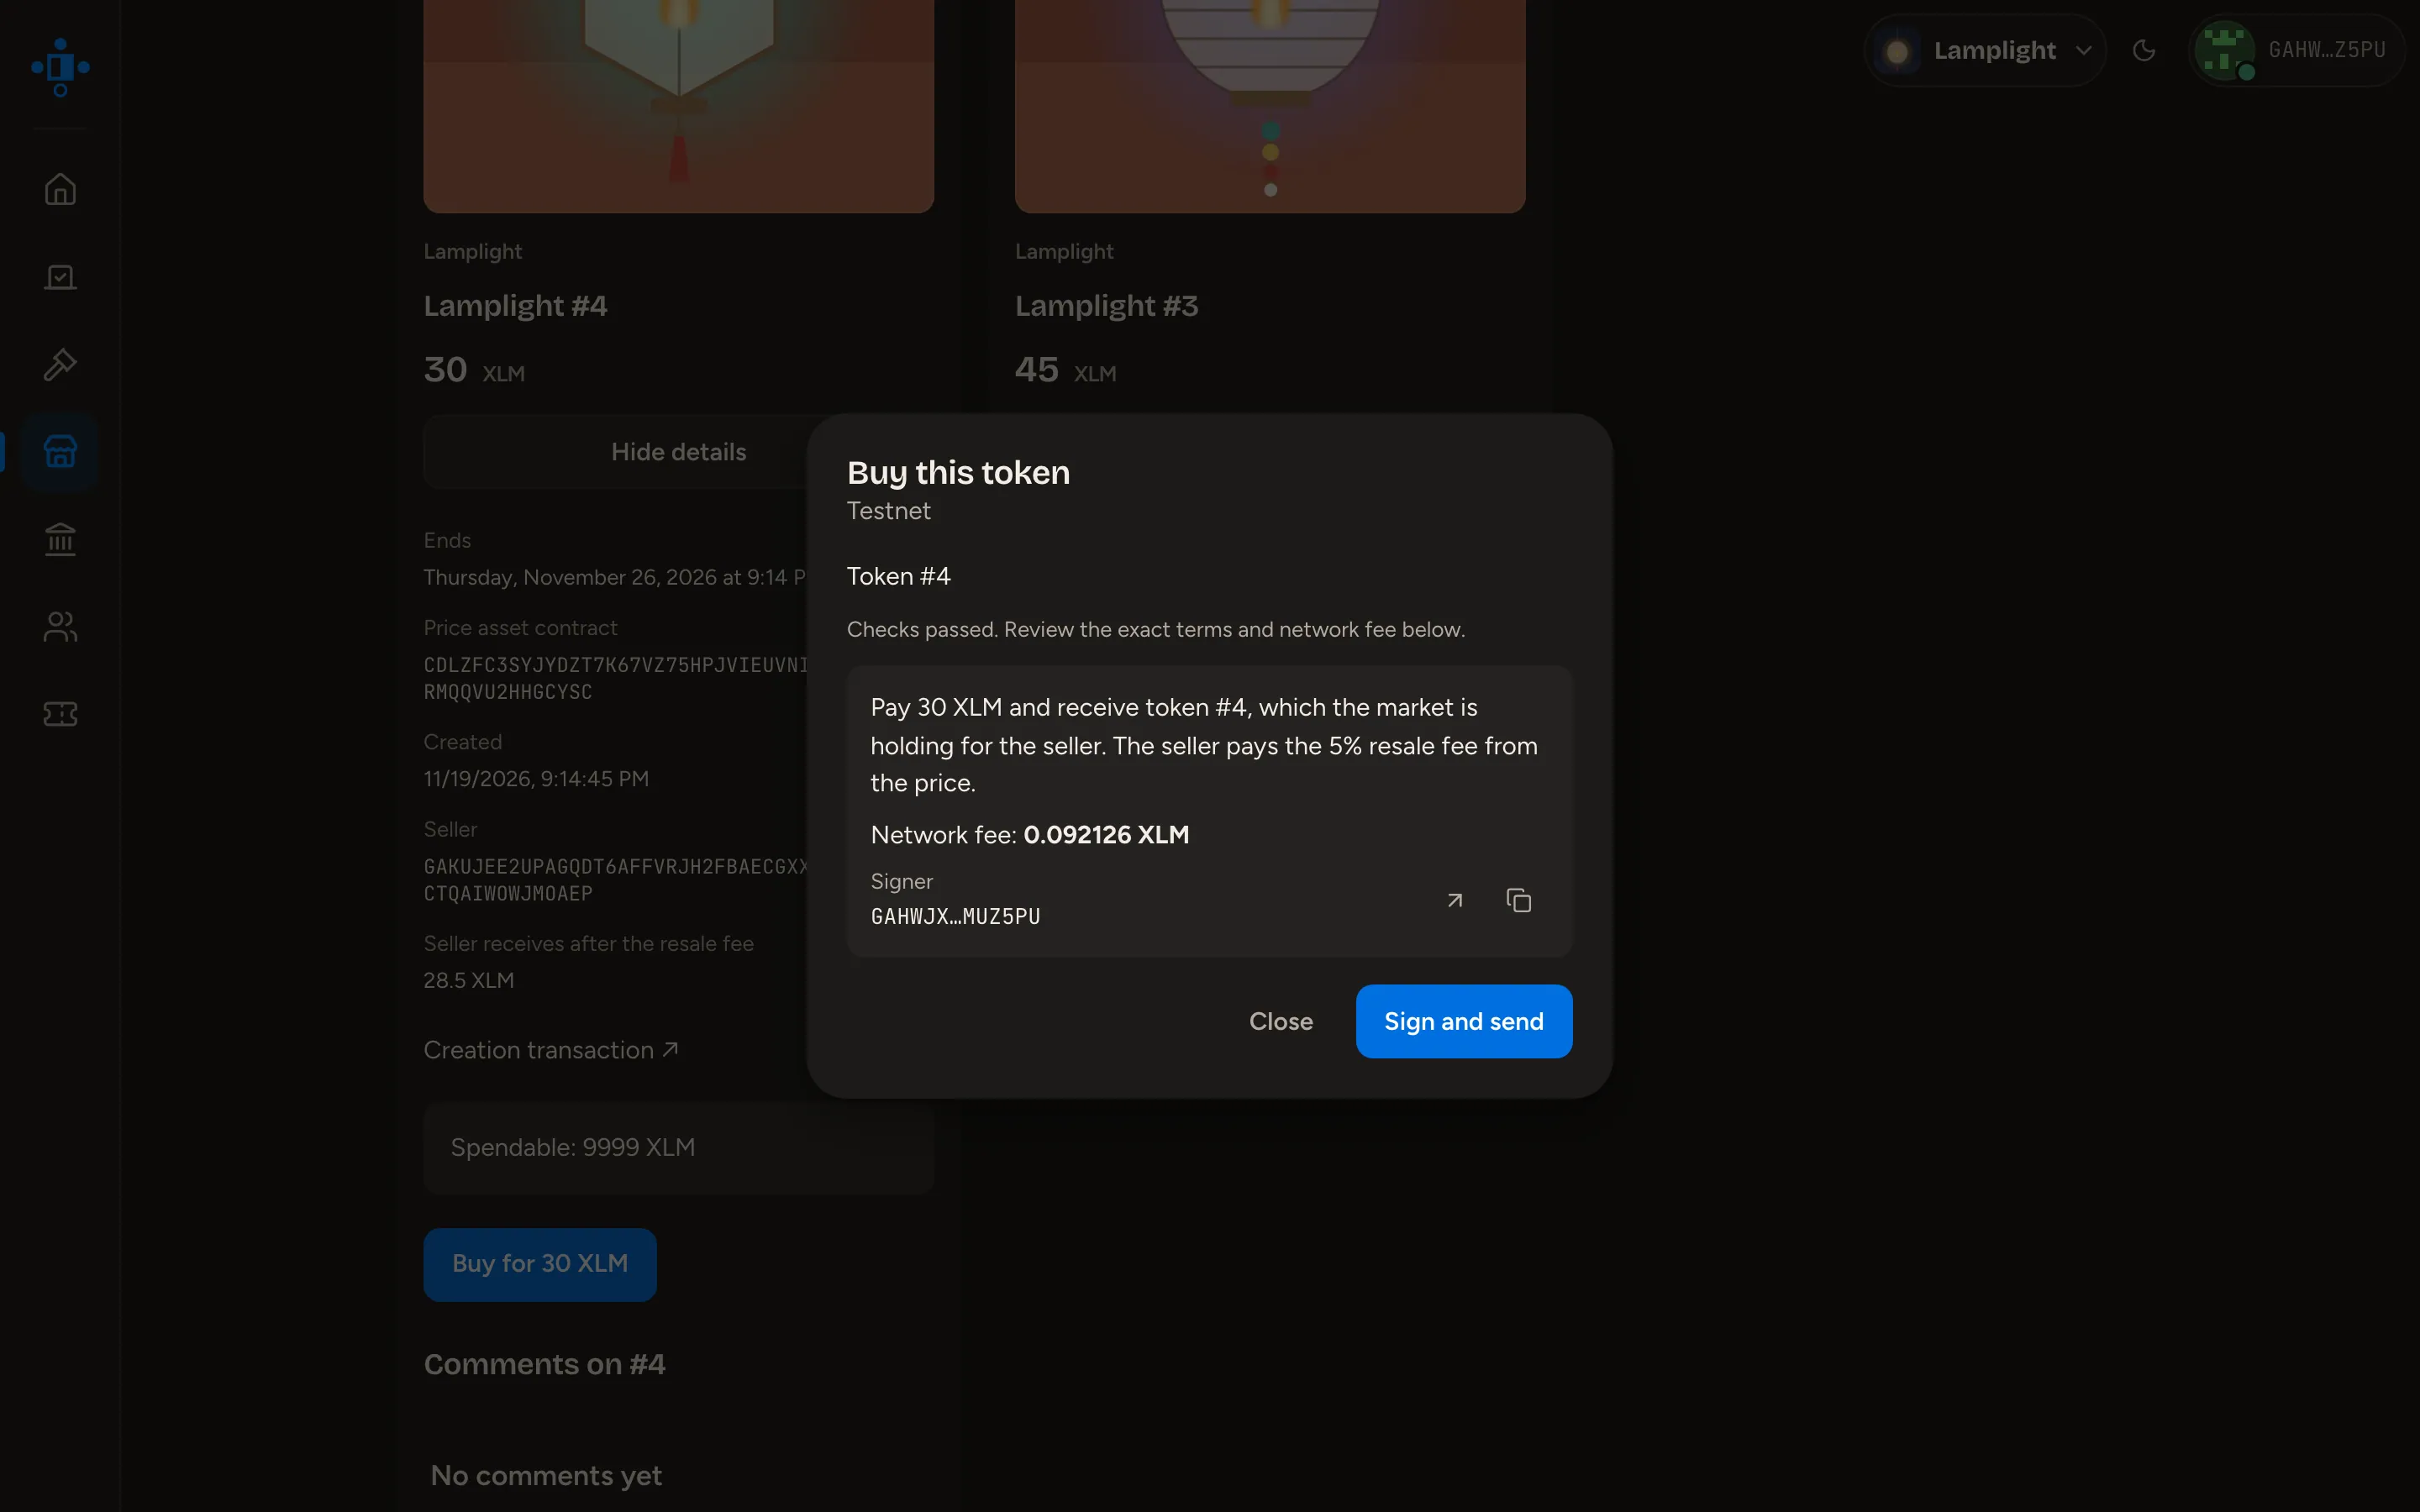 Lamplight
GAHW…Z5PU
Lamplight
Lamplight #4
30 XLM
Hide details
Ends
Thursday, November 26, 2026 at 9:14 P
Price asset contract
CDLZFC3SYJYDZT7K67VZ75HPJVIEUVNI
RMQQVU2HHGCYSC
Created
11/19/2026, 9:14:45 PM
Seller
GAKUJEE2UPAGQDT6AFFVRJH2FBAECGXX
CTQAIWOWJMOAEP
Seller receives after the resale fee
28.5 XLM
Creation transaction
Spendable: 9999 XLM
Buy for 30 XLM
Comments on #4
No comments yet
Lamplight
Lamplight #3
45 XLM
Buy this token
Testnet
Token #4
Checks passed. Review the exact terms and network fee below.
Pay 30 XLM and receive token #4, which the market is
holding for the seller. The seller pays the 5% resale fee from
the price.
Network fee: 0.092126 XLM
Signer
GAHWJX…MUZ5PU
Close
Sign and send